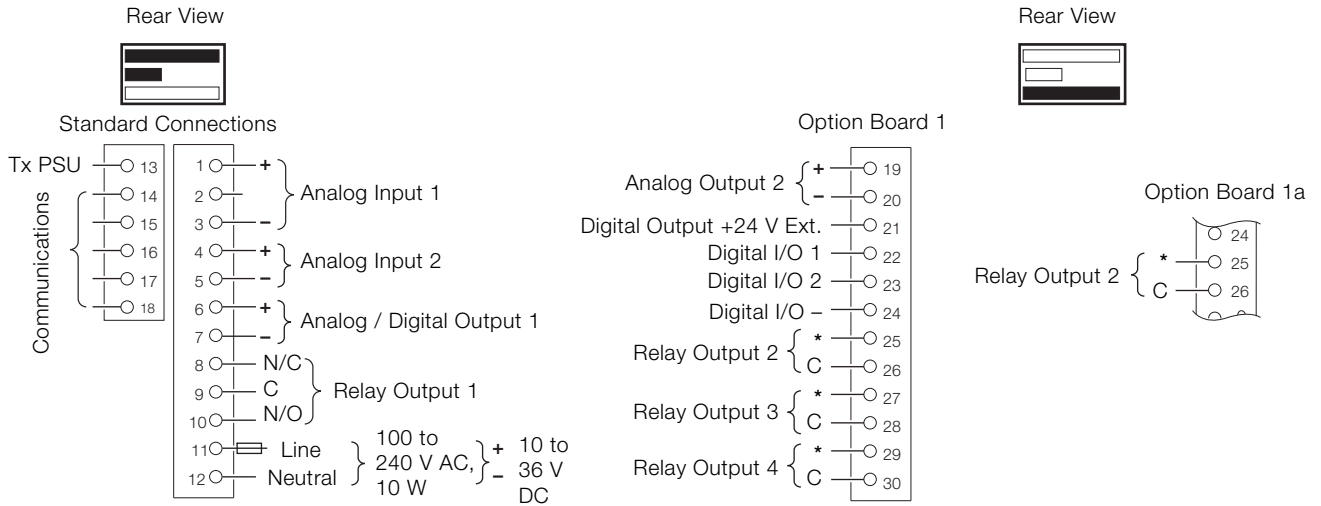 Rear View
Rear View
Standard Connections
Option Board 1
Option Board 1a
Tx PSU
13
14
15
16
17
18
Communications
1 +
2
3 –
Analog Input 1
4 +
5 –
Analog Input 2
6 +
7 –
Analog / Digital Output 1
8 N/C
9 C
10 N/O
Relay Output 1
11 Line
12 Neutral
100 to
240 V AC,
10 W
+ 10 to
– 36 V
DC
Analog Output 2
+ 19
– 20
Digital Output +24 V Ext. 21
Digital I/O 1 22
Digital I/O 2 23
Digital I/O – 24
Relay Output 2
* 25
C 26
Relay Output 3
* 27
C 28
Relay Output 4
* 29
C 30
24
Relay Output 2
* 25
C 26